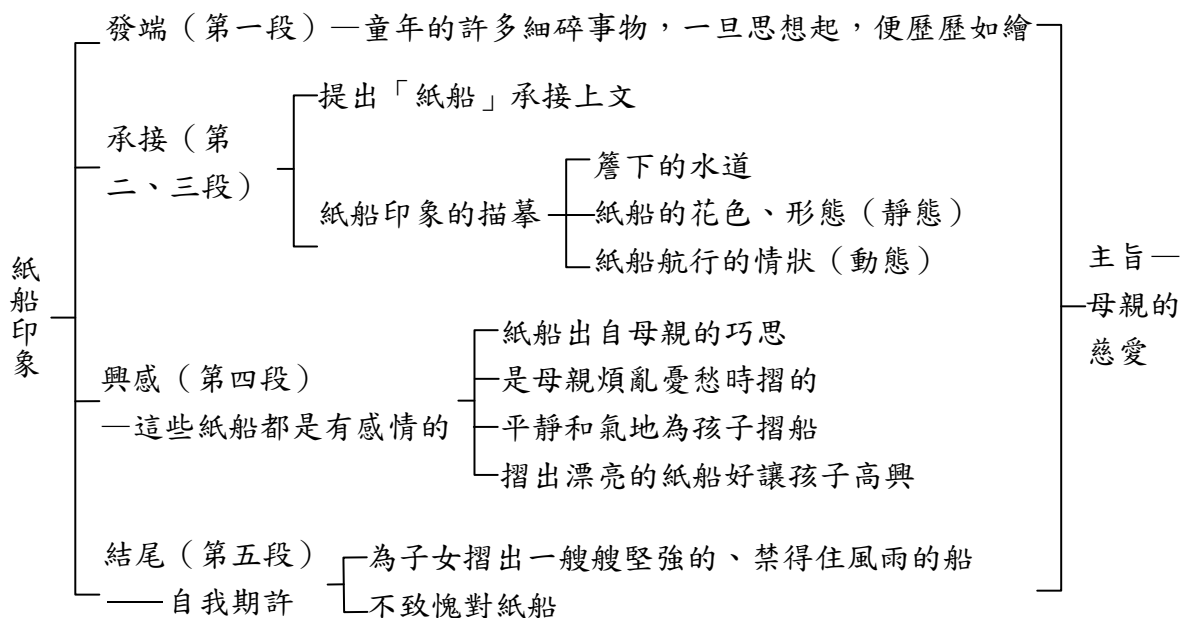 紙船印象
發端（第一段）—童年的許多細碎事物，一旦思想起，便歷歷如繪
承接（第
二、三段）
提出「紙船」承接上文
紙船印象的描摹
簷下的水道
紙船的花色、形態（靜態）
紙船航行的情狀（動態）
興感（第四段）
—這些紙船都是有感情的
紙船出自母親的巧思
是母親煩亂憂愁時摺的
平靜和氣地為孩子摺船
摺出漂亮的紙船好讓孩子高興
結尾（第五段）
——自我期許
為子女摺出一艘艘堅強的、禁得住風雨的船
不致愧對紙船
主旨—
母親的
慈愛